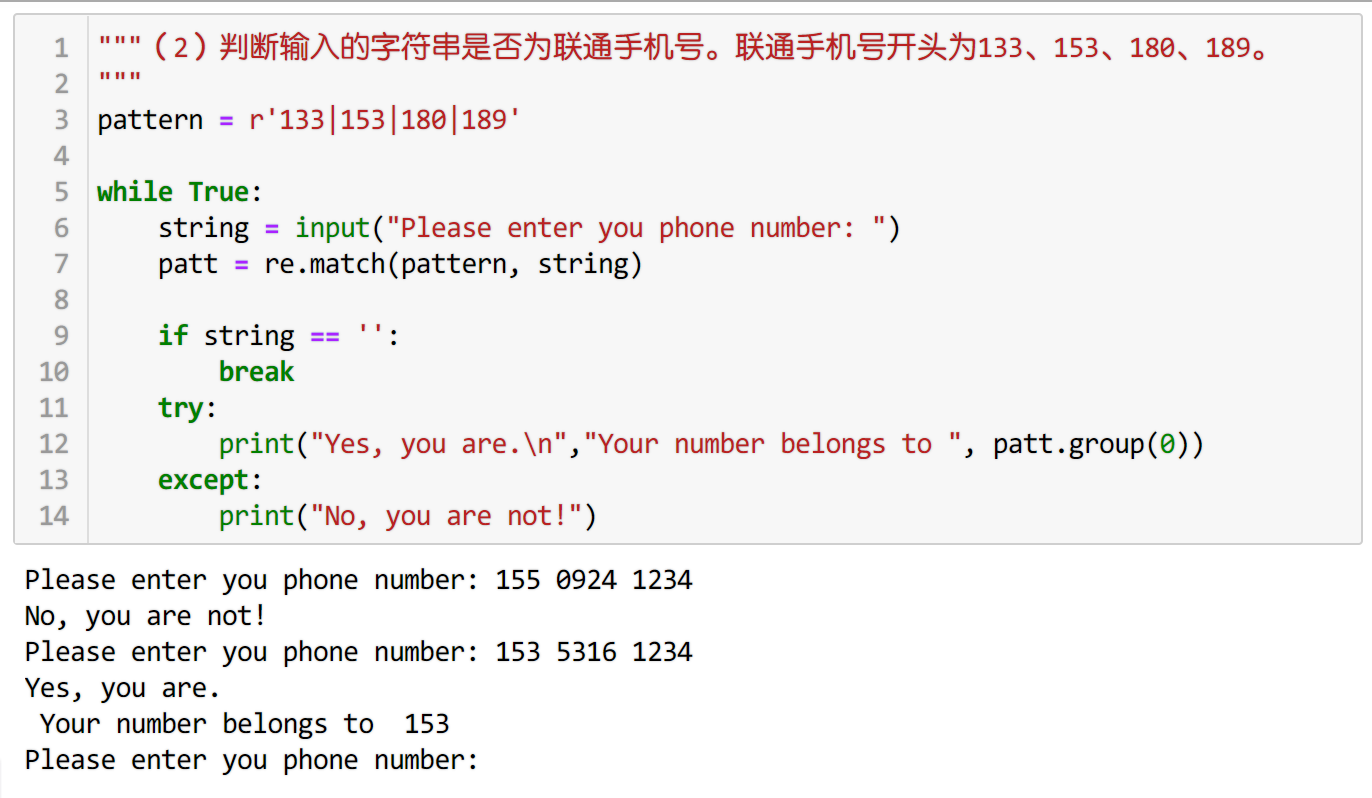 1 """（2）判断输入的字符串是否为联通手机号。联通手机号开头为133、153、180、189。
2 """
3 pattern = r'133|153|180|189'
4
5 while True:
6     string = input("Please enter you phone number: ")
7     patt = re.match(pattern, string)
8
9     if string == '':
10         break
11     try:
12         print("Yes, you are.\n","Your number belongs to ", patt.group(0))
13     except:
14         print("No, you are not!")
Please enter you phone number: 155 0924 1234
No, you are not!
Please enter you phone number: 153 5316 1234
Yes, you are.
 Your number belongs to  153
Please enter you phone number: